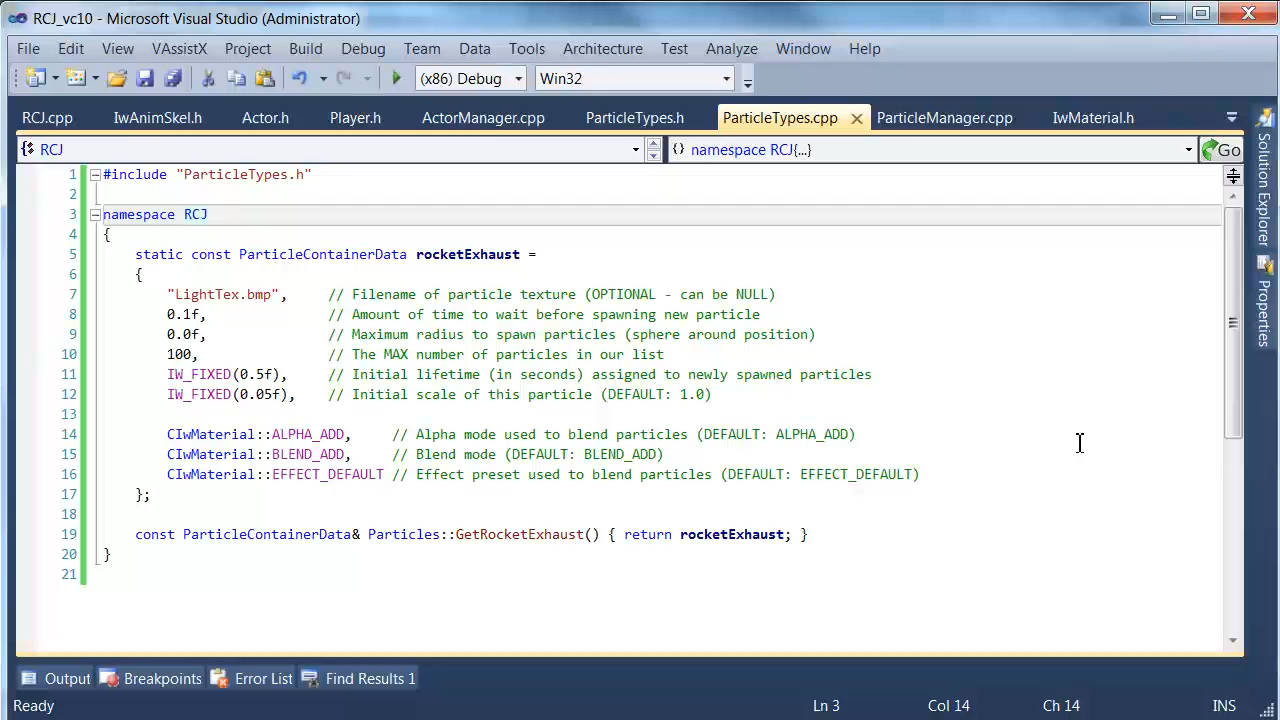 RCJ_vc10 - Microsoft Visual Studio (Administrator)
File Edit View VAssistX Project Build Debug Team Data Tools Architecture Test Analyze Window Help
(x86) Debug Win32
RCJ.cpp IwAnimSkel.h Actor.h Player.h ActorManager.cpp ParticleTypes.h ParticleTypes.cpp ParticleManager.cpp IwMaterial.h
RCJ {} namespace RCJ{...} Go
1 #include "ParticleTypes.h"
2
3 namespace RCJ
4 {
5 static const ParticleContainerData rocketExhaust =
6 {
7 "LightTex.bmp", // Filename of particle texture (OPTIONAL - can be NULL)
8 0.1f, // Amount of time to wait before spawning new particle
9 0.0f, // Maximum radius to spawn particles (sphere around position)
10 100, // The MAX number of particles in our list
11 IW_FIXED(0.5f), // Initial lifetime (in seconds) assigned to newly spawned particles
12 IW_FIXED(0.05f), // Initial scale of this particle (DEFAULT: 1.0)
13
14 CIwMaterial::ALPHA_ADD, // Alpha mode used to blend particles (DEFAULT: ALPHA_ADD)
15 CIwMaterial::BLEND_ADD, // Blend mode (DEFAULT: BLEND_ADD)
16 CIwMaterial::EFFECT_DEFAULT // Effect preset used to blend particles (DEFAULT: EFFECT_DEFAULT)
17 };
18
19 const ParticleContainerData& Particles::GetRocketExhaust() { return rocketExhaust; }
20 }
21
Solution Explorer
Properties
Output Breakpoints Error List Find Results 1
Ready Ln 3 Col 14 Ch 14 INS